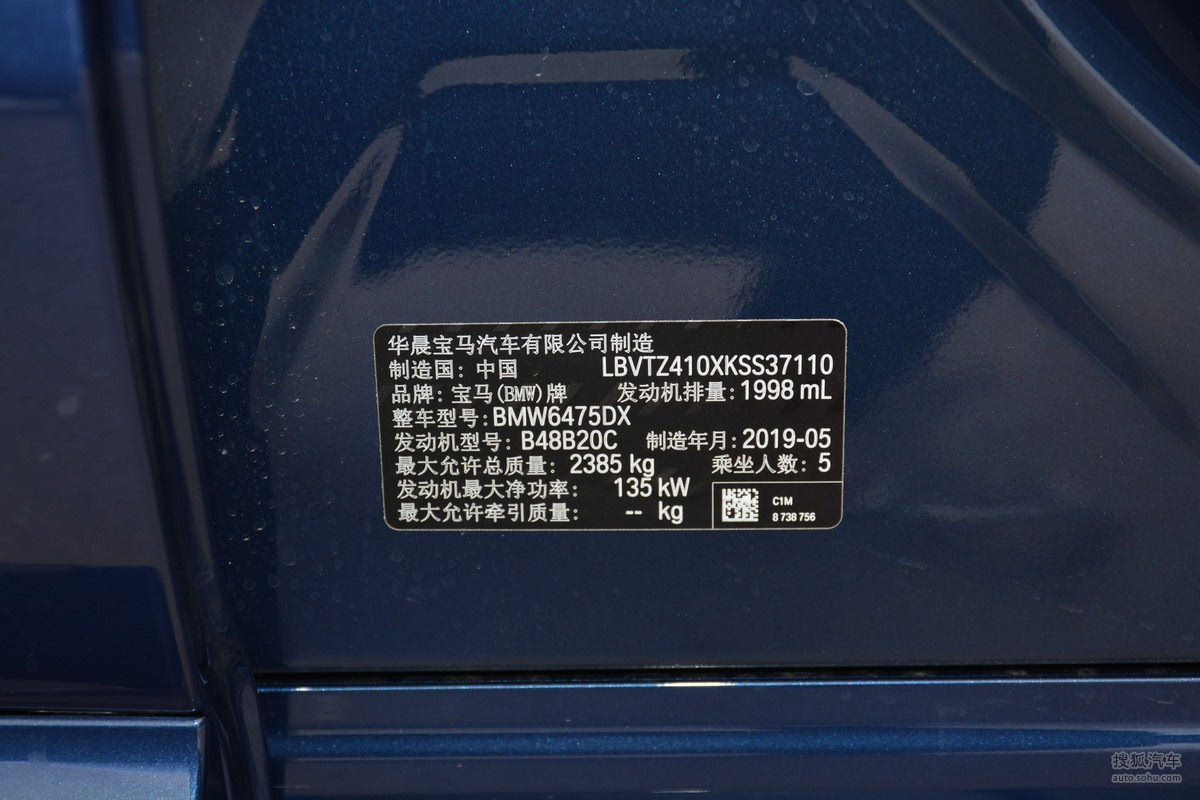 华晨宝马汽车有限公司制造
制造国：中国 LBVTZ410XKSS37110
品牌：宝马(BMW)牌 发动机排量：1998 mL
整车型号：BMW6475DX
发动机型号：B48B20C 制造年月：2019-05
最大允许总质量：2385 kg 乘坐人数：5
发动机最大净功率：135 kW
最大允许牵引质量：-- kg
C1M
8 738 756
搜狐汽车
auto.sohu.com